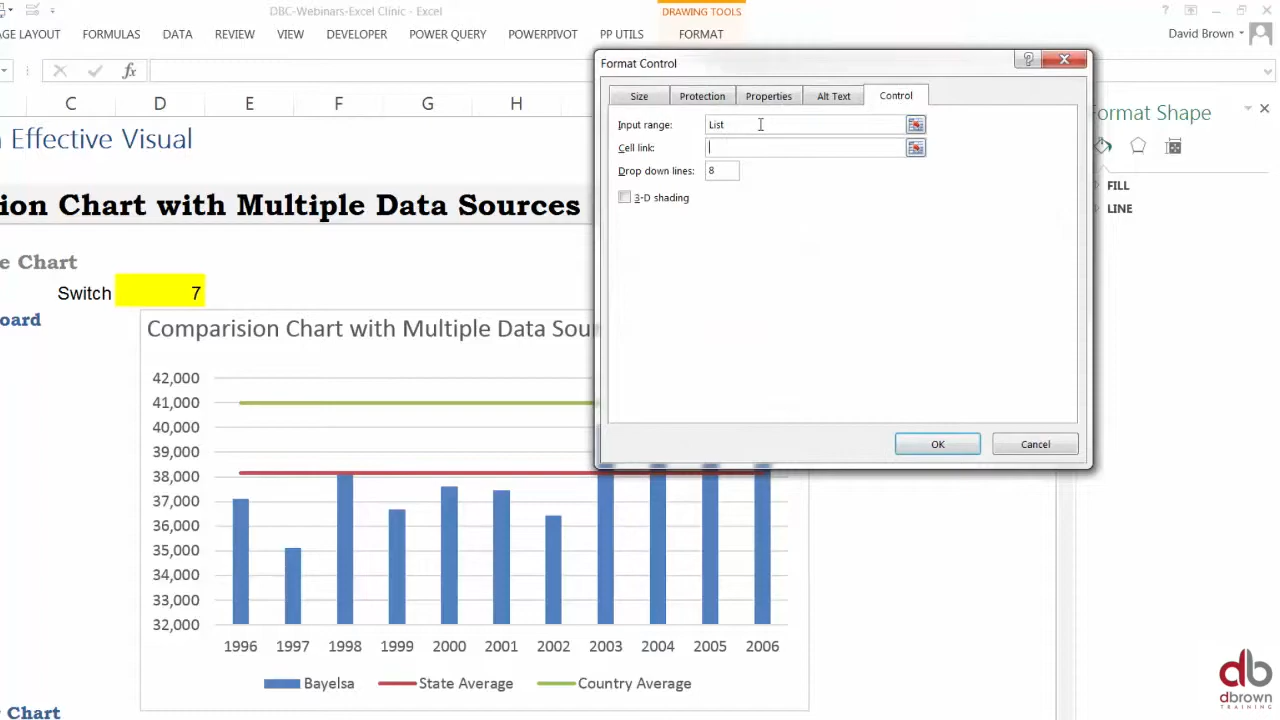 DBC-Webinars-Excel Clinic - Excel
DRAWING TOOLS
AGE LAYOUT FORMULAS DATA REVIEW VIEW DEVELOPER POWER QUERY POWERPIVOT PP UTILS FORMAT David Brown
fx
C D E F G H
Effective Visual
ion Chart with Multiple Data Sources
e Chart
Switch 7
oard
Format Control
Size Protection Properties Alt Text Control
Input range: List
Cell link:
Drop down lines: 8
3-D shading
OK Cancel
Format Shape
FILL
LINE
Comparision Chart with Multiple Data Sour
42,000
41,000
40,000
39,000
38,000
37,000
36,000
35,000
34,000
33,000
32,000
1996 1997 1998 1999 2000 2001 2002 2003 2004 2005 2006
Bayelsa State Average Country Average
r Chart
db
dbrown
TRAINING